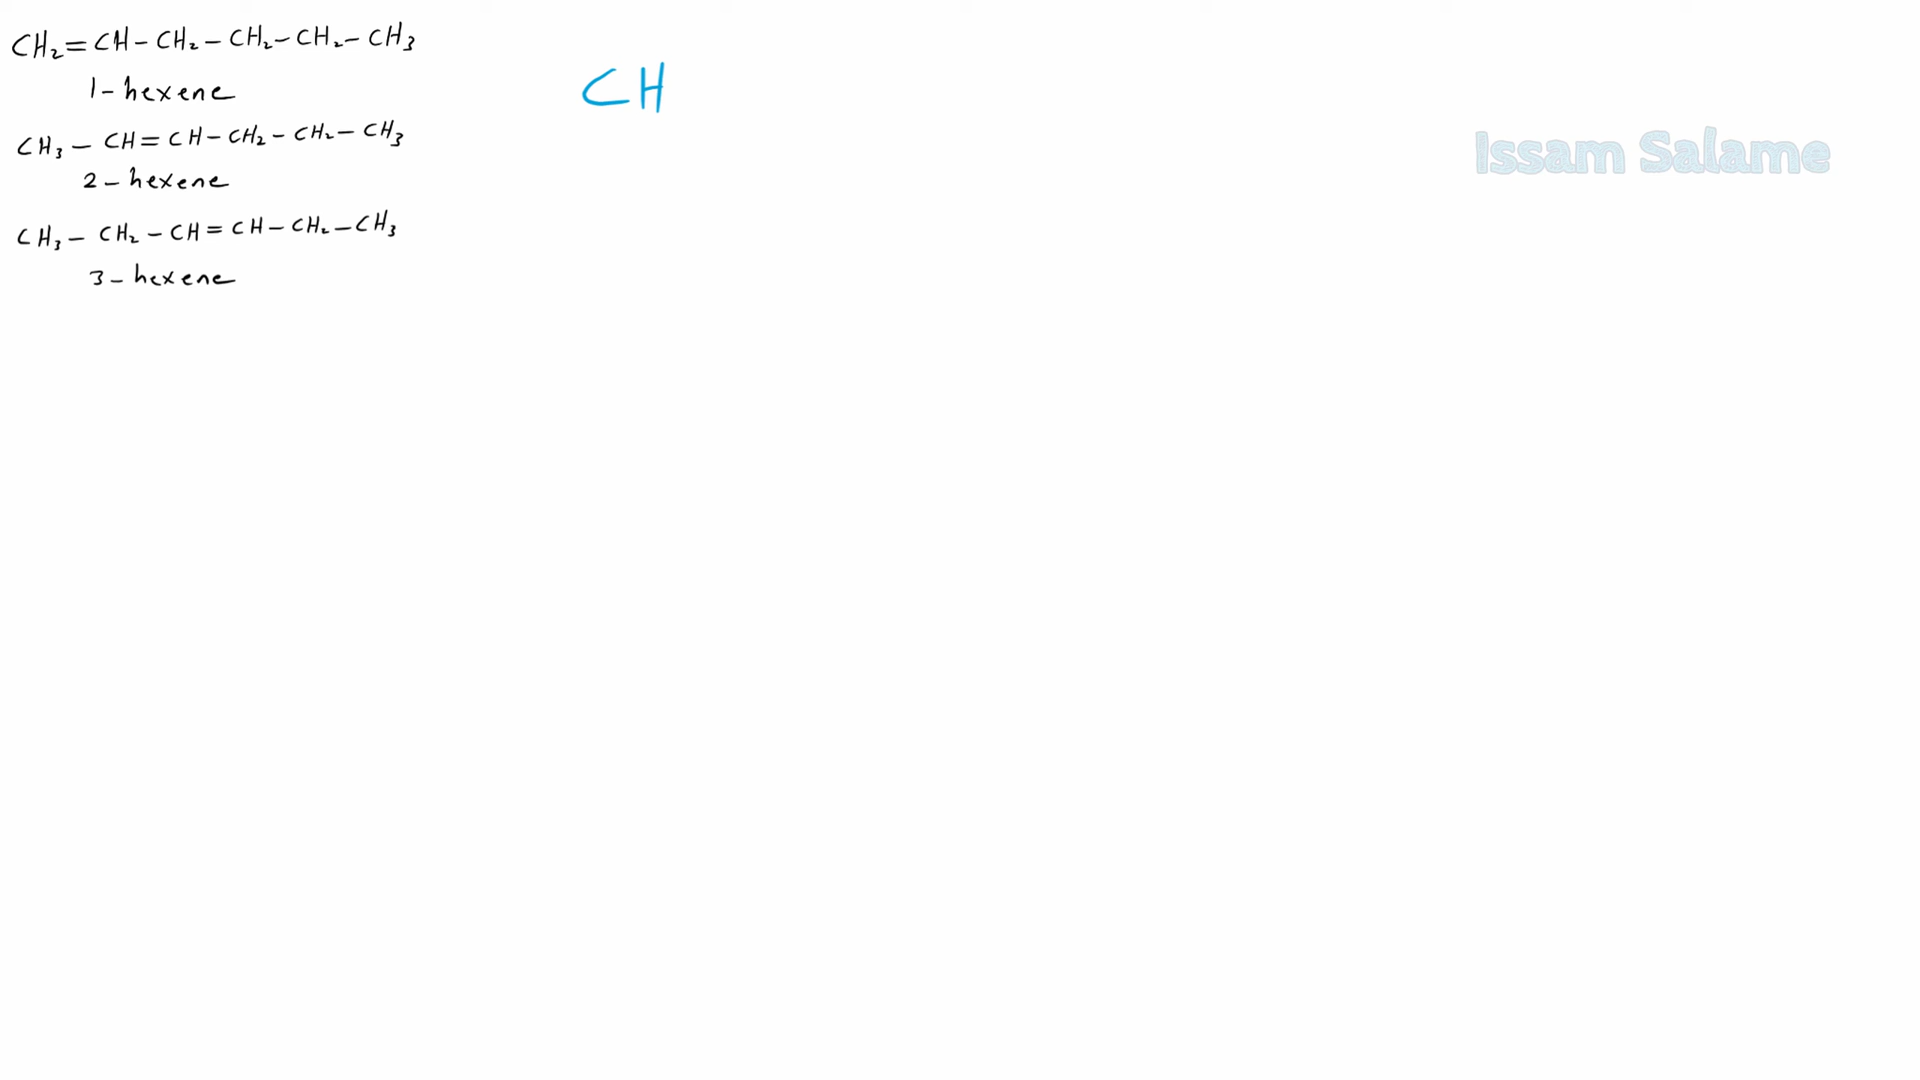 CH₂=CH-CH₂-CH₂-CH₂-CH₃
1-hexene
CH₃-CH=CH-CH₂-CH₂-CH₃
2-hexene
CH₃-CH₂-CH=CH-CH₂-CH₃
3-hexene
CH
Issam Salame